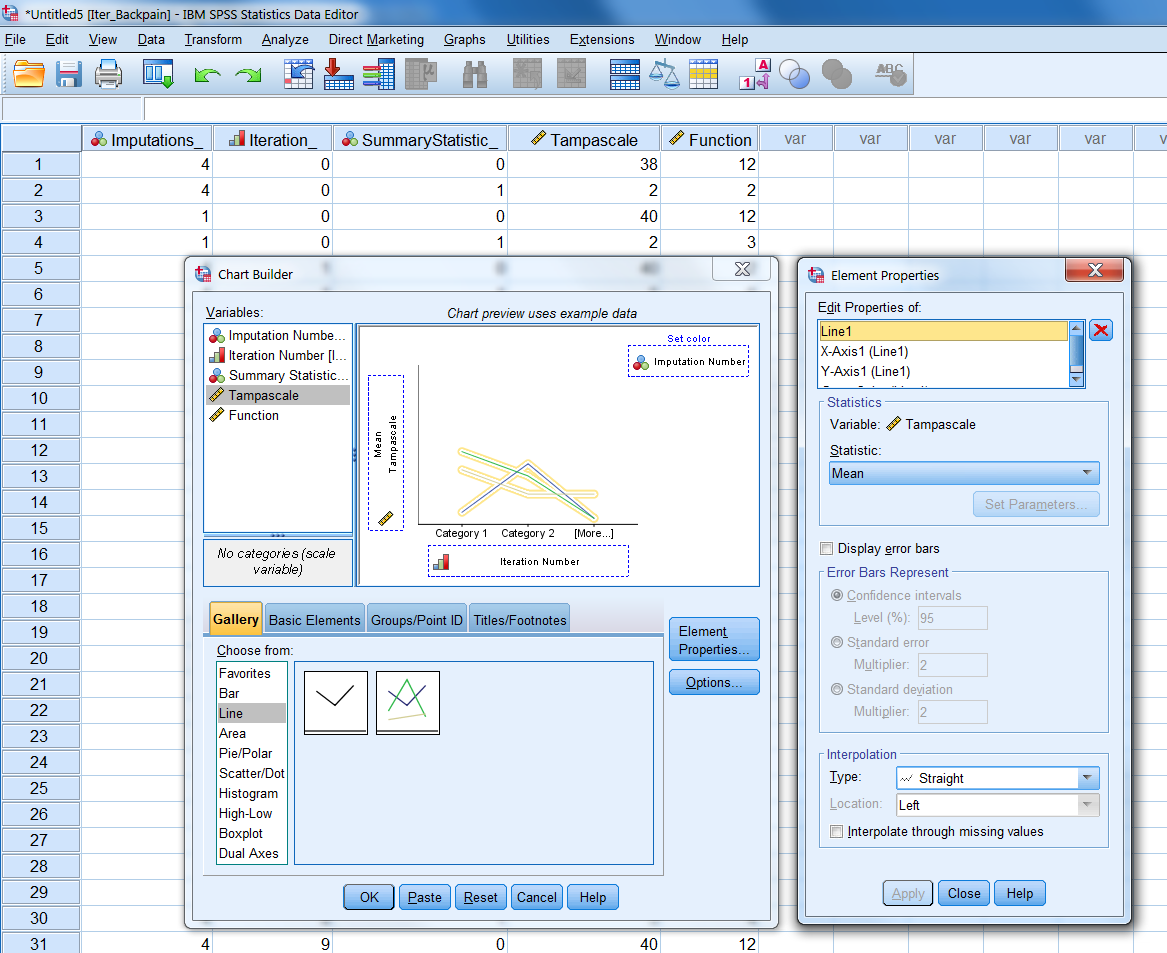 *Untitled5 [Iter_Backpain] - IBM SPSS Statistics Data Editor
File Edit View Data Transform Analyze Direct Marketing Graphs Utilities Extensions Window Help
1 A ABC
Imputations_ Iteration_ SummaryStatistic_ Tampascale Function var var var var var
1 4 0 0 38 12
2 4 0 1 2 2
3 1 0 0 40 12
4 1 0 1 2 3
5
6
7
8
9
10
11
12
13
14
15
16
17
18
19
20
21
22
23
24
25
26
27
28
29
30
31 4 9 0 40 12
Chart Builder
Variables:
Imputation Numbe...
Iteration Number [I...
Summary Statistic...
Tampascale
Function
No categories (scale
variable)
Chart preview uses example data
Set color
Imputation Number
Mean
Tampascale
Category 1 Category 2 [More...]
Iteration Number
Gallery Basic Elements Groups/Point ID Titles/Footnotes
Choose from:
Favorites
Bar
Line
Area
Pie/Polar
Scatter/Dot
Histogram
High-Low
Boxplot
Dual Axes
Element
Properties...
Options...
OK Paste Reset Cancel Help
Element Properties
Edit Properties of:
Line1
X-Axis1 (Line1)
Y-Axis1 (Line1)
Statistics
Variable: Tampascale
Statistic:
Mean
Set Parameters...
Display error bars
Error Bars Represent
Confidence intervals
Level (%): 95
Standard error
Multiplier: 2
Standard deviation
Multiplier: 2
Interpolation
Type: Straight
Location: Left
Interpolate through missing values
Apply Close Help